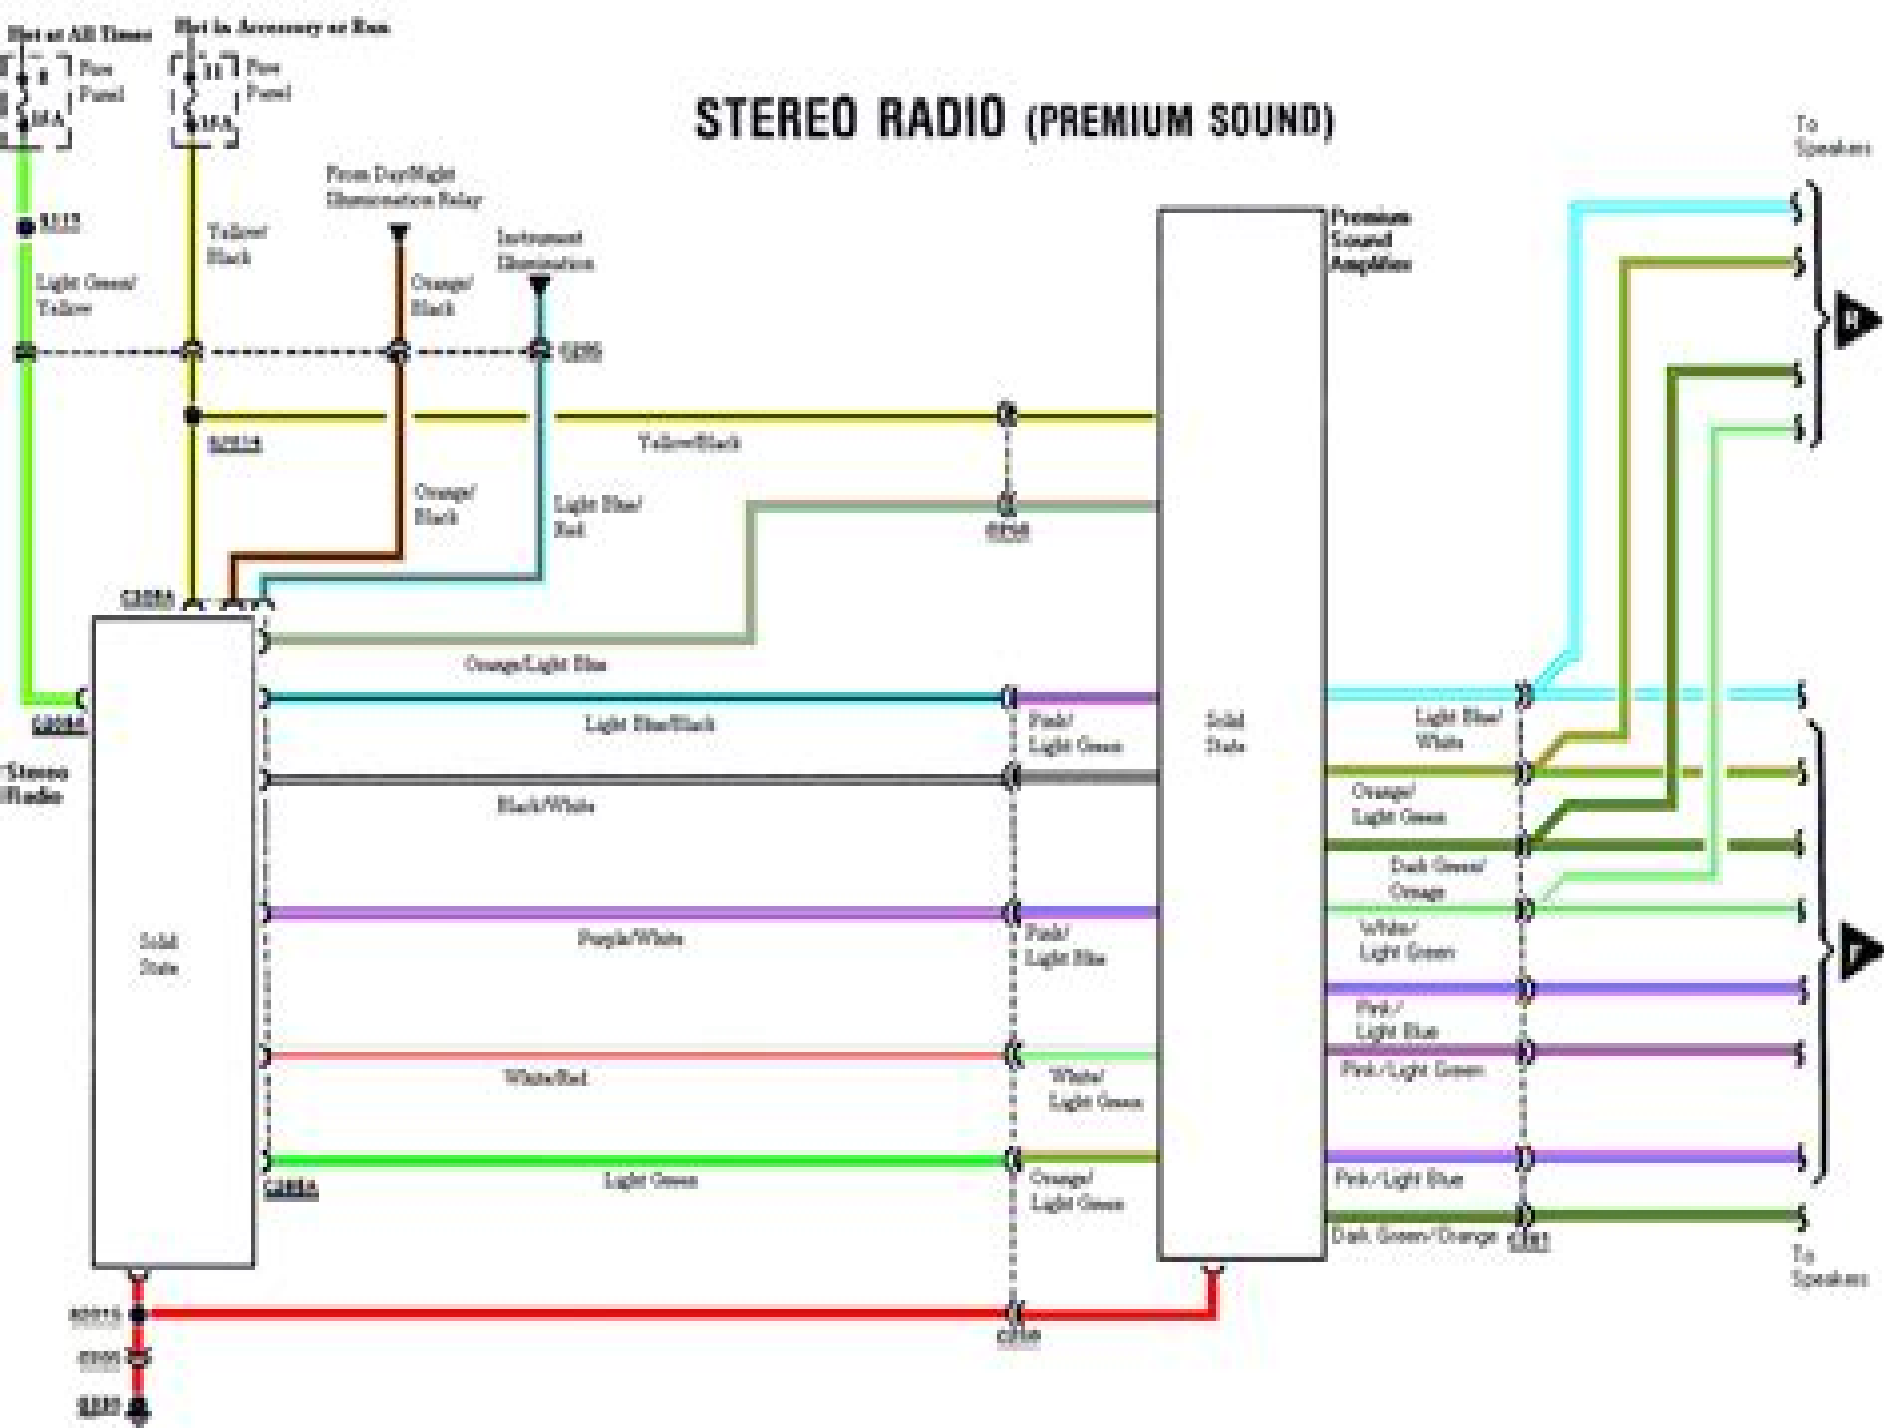 Hot at All Times
Hot in Accessory or Run
8
Fuse
Panel
15A
11
Fuse
Panel
15A
STEREO RADIO (PREMIUM SOUND)
To
Speakers
From Day/Night
Illumination Relay
Yellow/
Black
Instrument
Illumination
Premium
Sound
Amplifier
Light Green/
Yellow
Orange/
Black
Yellow/Black
Orange/
Black
Light Blue/
Red
Orange/Light Blue
Light Blue/Black
Pink/
Light Green
Solid
State
Light Blue/
White
/Stereo
/Radio
Black/White
Orange/
Light Green
Dark Green/
Orange
Purple/White
Pink/
Light Blue
White/
Light Green
Solid
State
Pink/
Light Blue
White/Red
White/
Light Green
Pink/Light Green
Light Green
Orange/
Light Green
Pink/Light Blue
Dark Green/Orange
To
Speakers